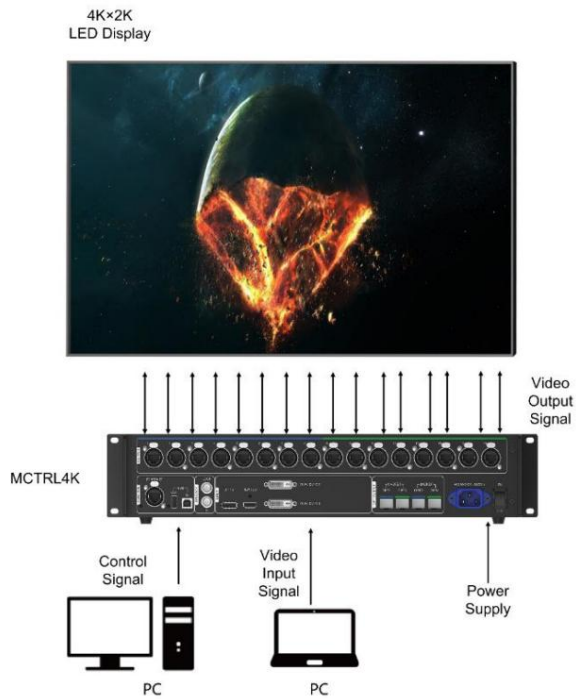 4K×2K
LED Display
Video
Output
Signal
MCTRL4K
Control
Signal
Video
Input
Signal
Power
Supply
PC
PC